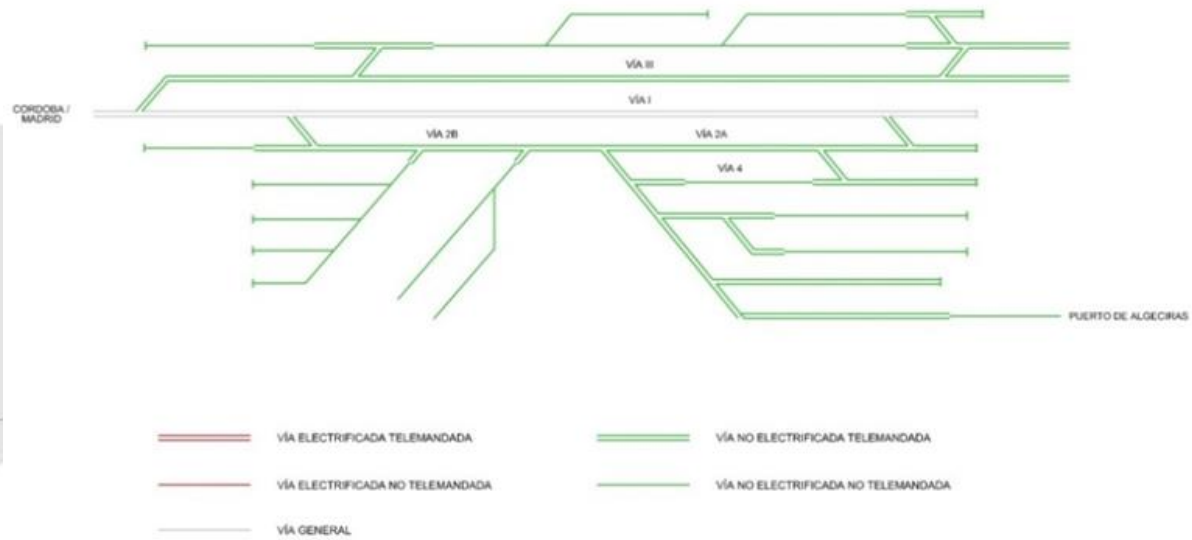 VÍA III
VÍA I
CORDOBA /
MADRID
VÍA 2B
VÍA 2A
VÍA 4
PUERTO DE ALGECIRAS
VÍA ELECTRIFICADA TELEMANDADA
VÍA NO ELECTRIFICADA TELEMANDADA
VÍA ELECTRIFICADA NO TELEMANDADA
VÍA NO ELECTRIFICADA NO TELEMANDADA
VÍA GENERAL